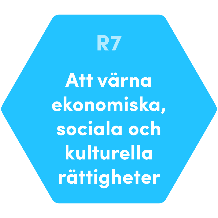 R7
Att värna
ekonomiska,
sociala och
kulturella
rättigheter